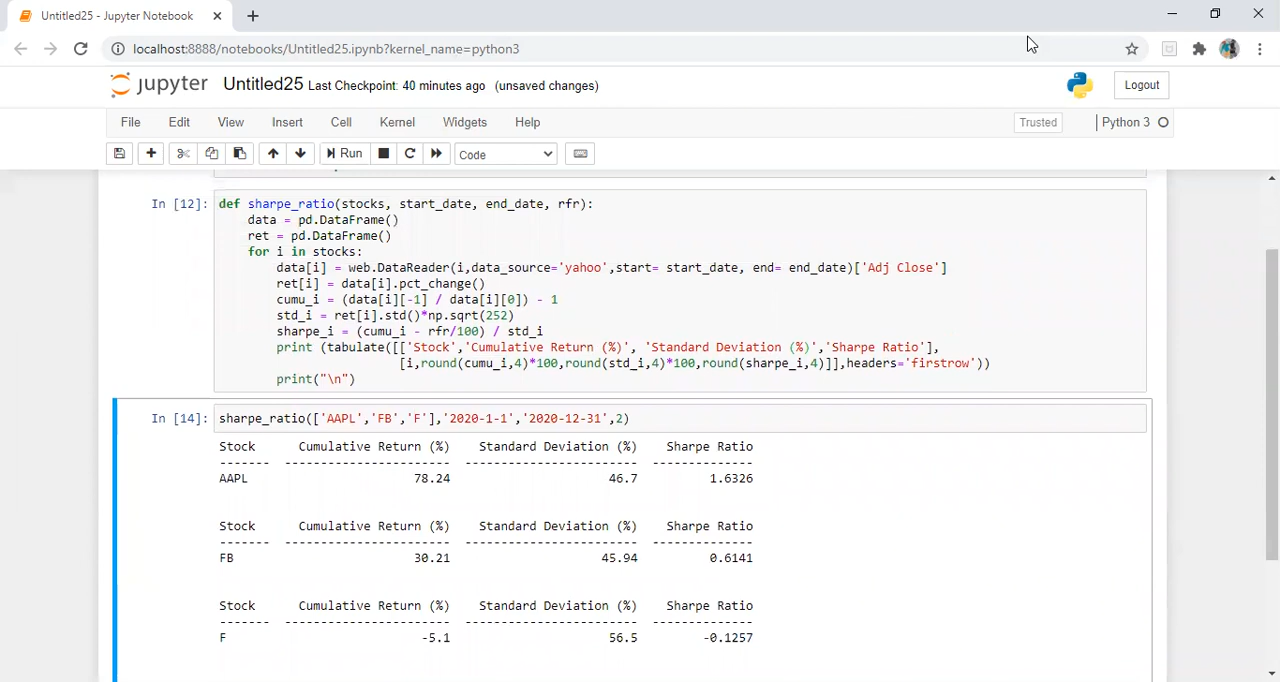 Untitled25 - Jupyter Notebook
localhost:8888/notebooks/Untitled25.ipynb?kernel_name=python3
jupyter Untitled25 Last Checkpoint: 40 minutes ago (unsaved changes) Logout
File Edit View Insert Cell Kernel Widgets Help Trusted Python 3
Run Code
In [12]: def sharpe_ratio(stocks, start_date, end_date, rfr):
data = pd.DataFrame()
ret = pd.DataFrame()
for i in stocks:
data[i] = web.DataReader(i,data_source='yahoo',start= start_date, end= end_date)['Adj Close']
ret[i] = data[i].pct_change()
cumu_i = (data[i][-1] / data[i][0]) - 1
std_i = ret[i].std()*np.sqrt(252)
sharpe_i = (cumu_i - rfr/100) / std_i
print (tabulate([['Stock','Cumulative Return (%)', 'Standard Deviation (%)','Sharpe Ratio'],
[i,round(cumu_i,4)*100,round(std_i,4)*100,round(sharpe_i,4)]],headers='firstrow'))
print("\n")
In [14]: sharpe_ratio(['AAPL','FB','F'],'2020-1-1','2020-12-31',2)
Stock Cumulative Return (%) Standard Deviation (%) Sharpe Ratio
------- ----------------------- ------------------------ --------------
AAPL 78.24 46.7 1.6326
Stock Cumulative Return (%) Standard Deviation (%) Sharpe Ratio
------- ----------------------- ------------------------ --------------
FB 30.21 45.94 0.6141
Stock Cumulative Return (%) Standard Deviation (%) Sharpe Ratio
------- ----------------------- ------------------------ --------------
F -5.1 56.5 -0.1257